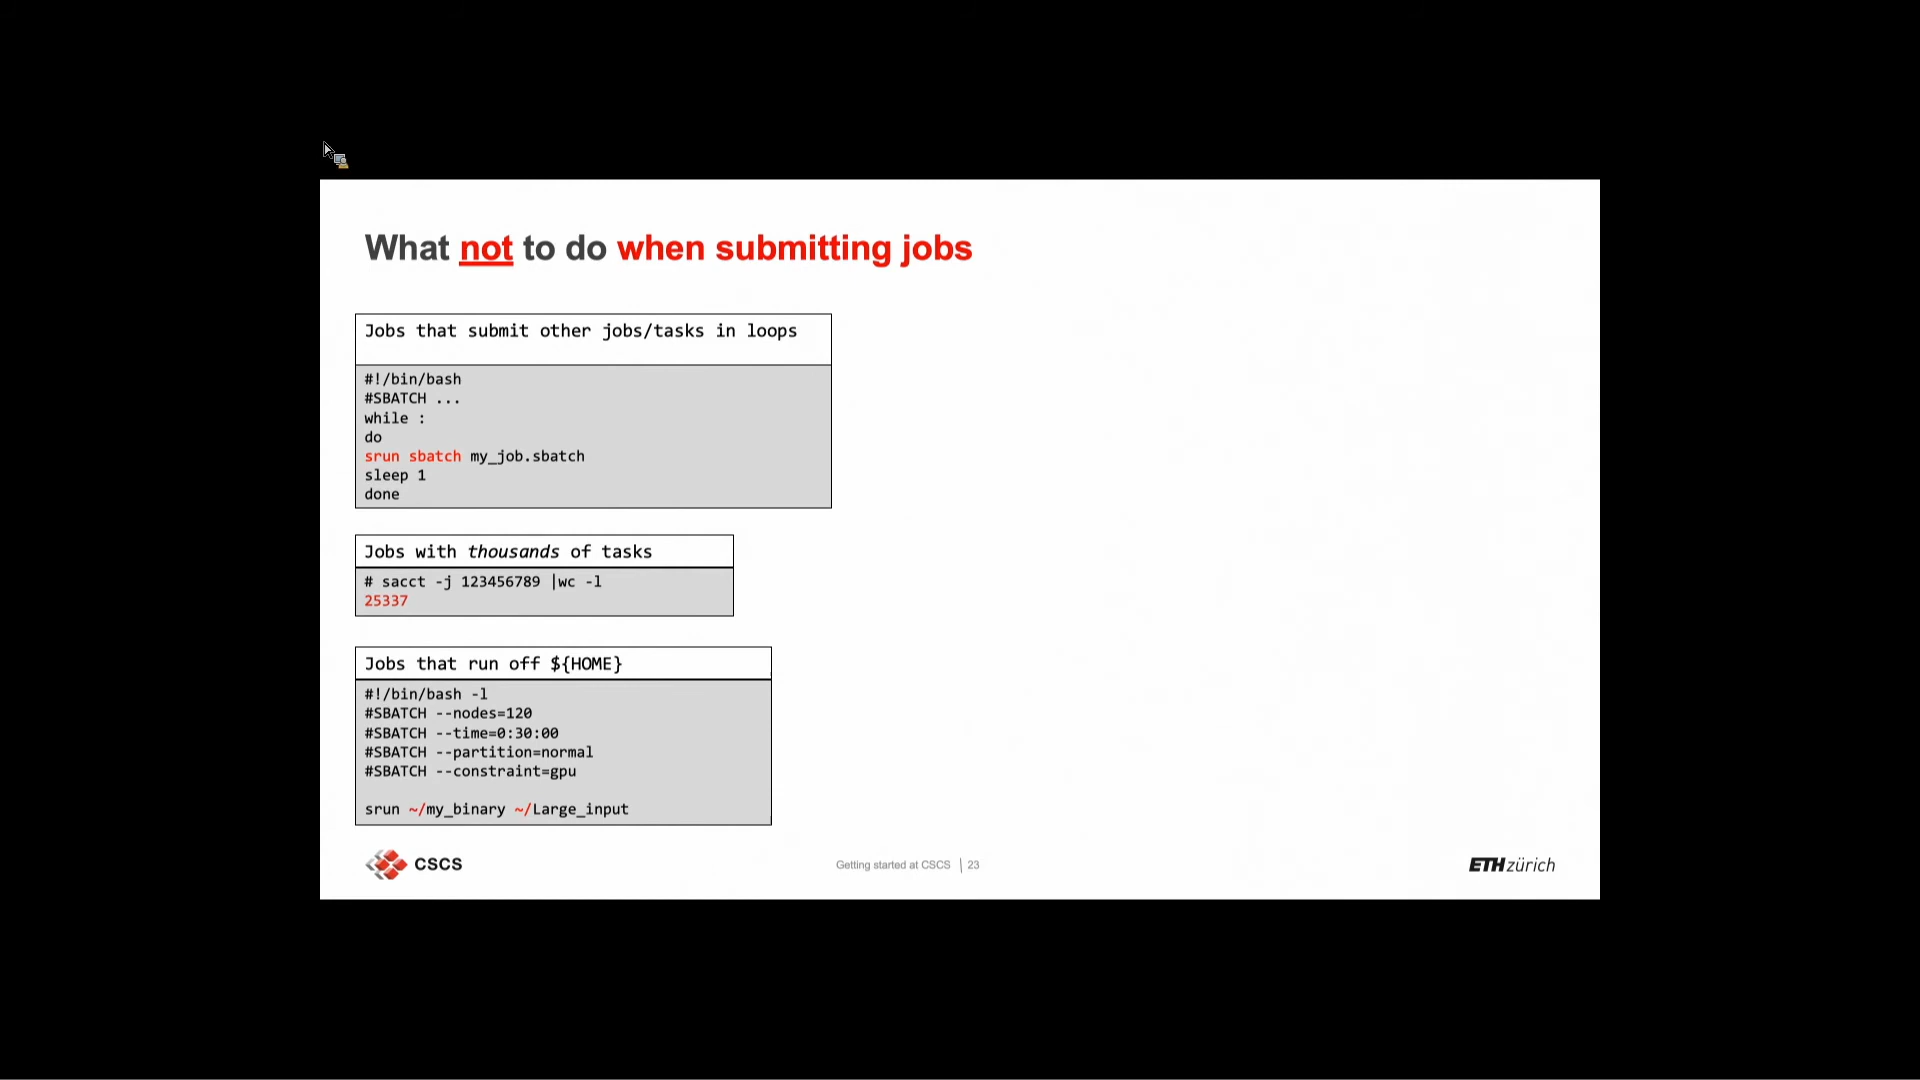 What not to do when submitting jobs
Jobs that submit other jobs/tasks in loops
#!/bin/bash
#SBATCH ...
while :
do
srun sbatch my_job.sbatch
sleep 1
done
Jobs with thousands of tasks
# sacct -j 123456789 |wc -l
25337
Jobs that run off ${HOME}
#!/bin/bash -l
#SBATCH --nodes=120
#SBATCH --time=0:30:00
#SBATCH --partition=normal
#SBATCH --constraint=gpu
srun ~/my_binary ~/Large_input
CSCS
Getting started at CSCS | 23
ETH zürich